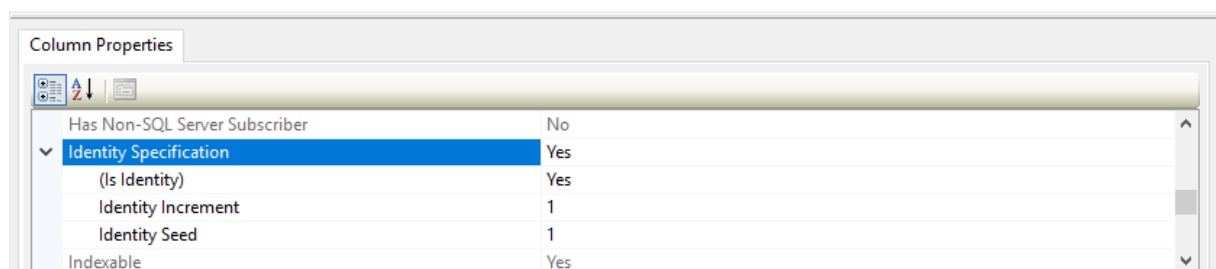 Column Properties
Has Non-SQL Server Subscriber No
Identity Specification Yes
(Is Identity) Yes
Identity Increment 1
Identity Seed 1
Indexable Yes